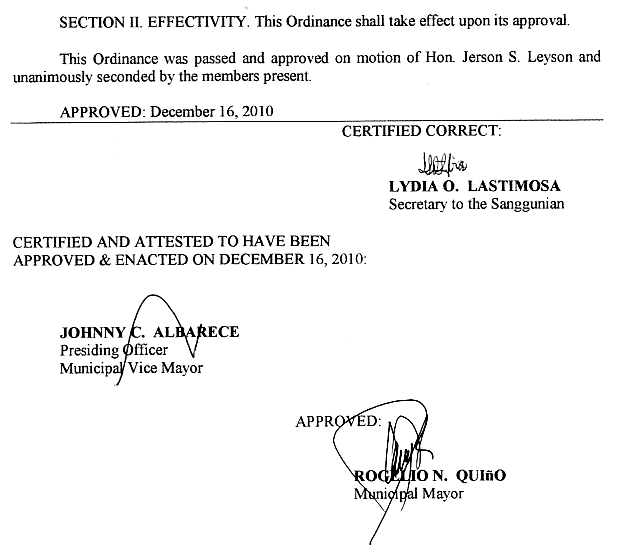 SECTION II. EFFECTIVITY. This Ordinance shall take effect upon its approval.
This Ordinance was passed and approved on motion of Hon. Jerson S. Leyson and
unanimously seconded by the members present.
APPROVED: December 16, 2010
CERTIFIED CORRECT:
LYDIA O. LASTIMOSA
Secretary to the Sanggunian
CERTIFIED AND ATTESTED TO HAVE BEEN
APPROVED & ENACTED ON DECEMBER 16, 2010:
JOHNNY C. ALBARECE
Presiding Officer
Municipal Vice Mayor
APPROVED:
ROGELIO N. QUIñO
Municipal Mayor